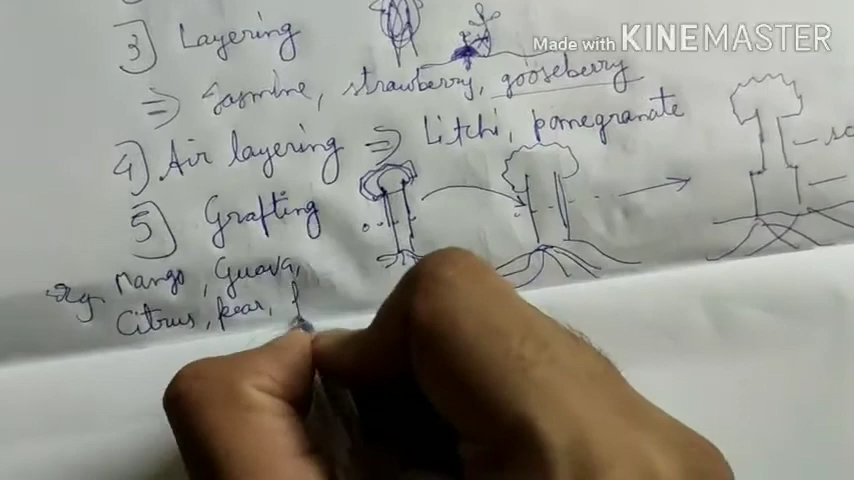 Made with KINEMASTER
3] Layering
⇒ Jasmine, strawberry, gooseberry
4] Air layering ⇒ Litchi, pomegranate
5] Grafting
eg. Mango, Guava,
Citrus, pear,